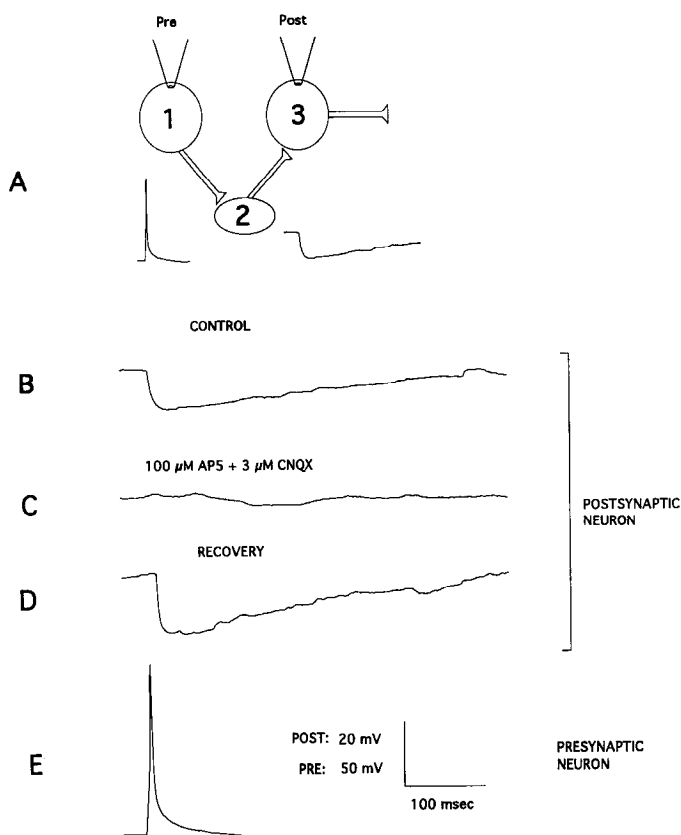 Pre
Post
1
3
2
A
CONTROL
B
100 µM AP5 + 3 µM CNQX
C
RECOVERY
D
POSTSYNAPTIC
NEURON
E
POST: 20 mV
PRE: 50 mV
100 msec
PRESYNAPTIC
NEURON